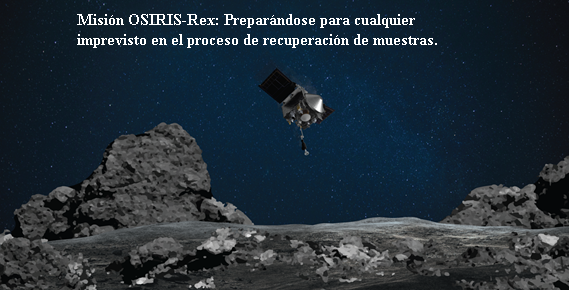 Misión OSIRIS-Rex: Preparándose para cualquier
imprevisto en el proceso de recuperación de muestras.